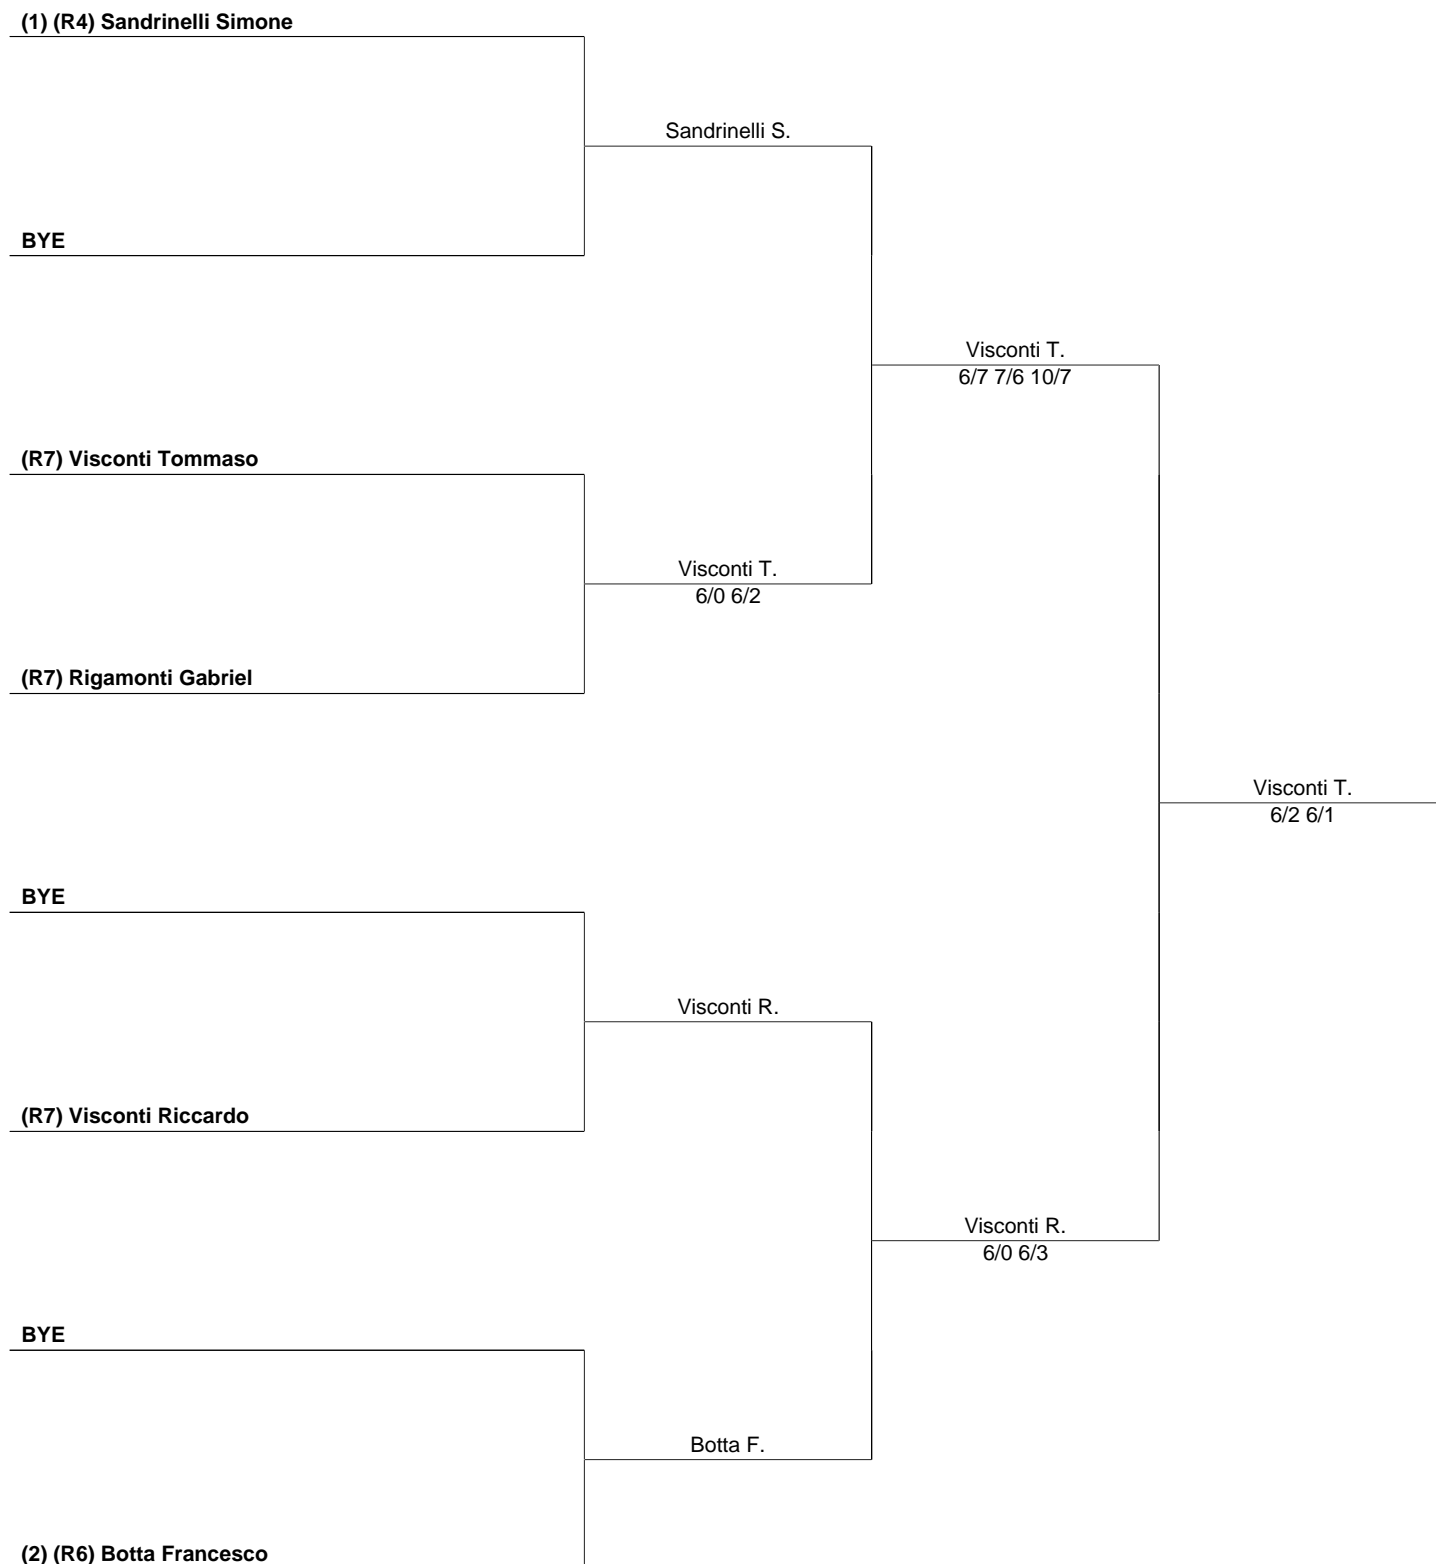 (1) (R4) Sandrinelli Simone
Sandrinelli S.
BYE
Visconti T.
6/7 7/6 10/7
(R7) Visconti Tommaso
Visconti T.
6/0 6/2
(R7) Rigamonti Gabriel
Visconti T.
6/2 6/1
BYE
Visconti R.
(R7) Visconti Riccardo
Visconti R.
6/0 6/3
BYE
Botta F.
(2) (R6) Botta Francesco